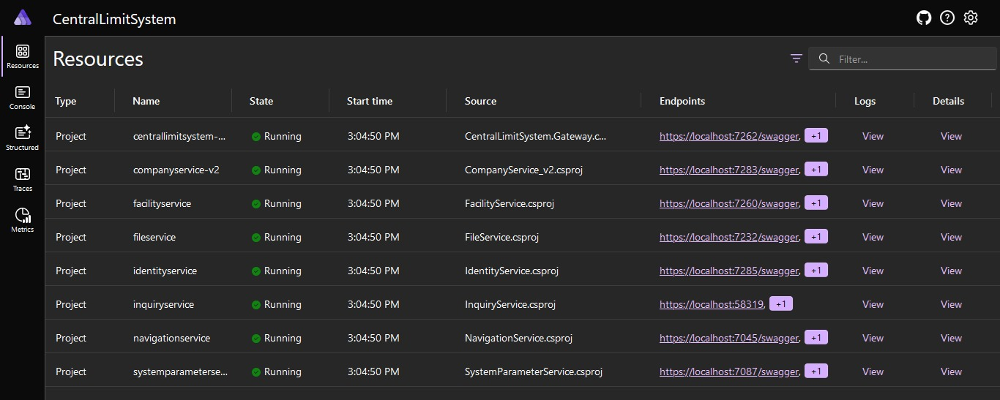 CentralLimitSystem
Resources
Resources
Filter...
Console
Structured
Traces
Metrics
Type Name State Start time Source Endpoints Logs Details
Project centrallimitsystem-... Running 3:04:50 PM CentralLimitSystem.Gateway.c... https://localhost:7262/swagger, +1 View View
Project companyservice-v2 Running 3:04:50 PM CompanyService_v2.csproj https://localhost:7283/swagger, +1 View View
Project facilityservice Running 3:04:50 PM FacilityService.csproj https://localhost:7260/swagger, +1 View View
Project fileservice Running 3:04:50 PM FileService.csproj https://localhost:7232/swagger, +1 View View
Project identityservice Running 3:04:50 PM IdentityService.csproj https://localhost:7285/swagger, +1 View View
Project inquiryservice Running 3:04:50 PM InquiryService.csproj https://localhost:58319, +1 View View
Project navigationservice Running 3:04:50 PM NavigationService.csproj https://localhost:7045/swagger, +1 View View
Project systemparameterse... Running 3:04:50 PM SystemParameterService.csproj https://localhost:7087/swagger, +1 View View